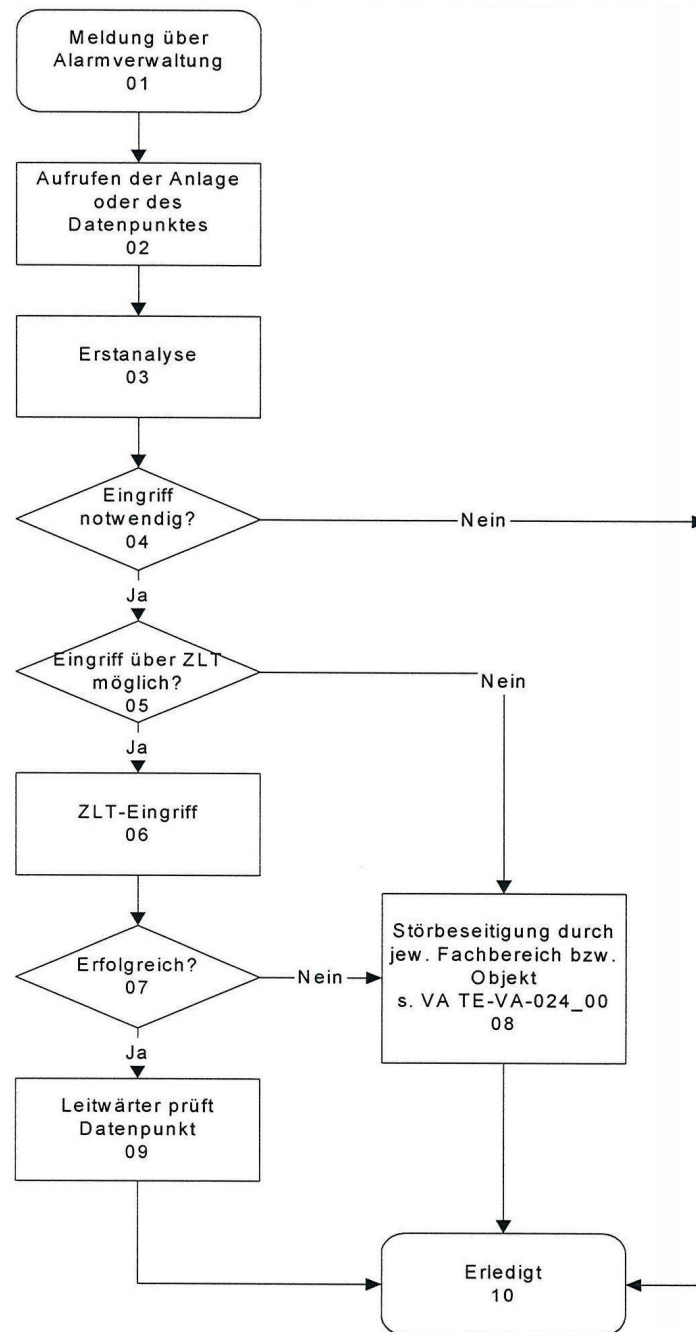 Meldung über
Alarmverwaltung
01
Aufrufen der Anlage
oder des
Datenpunktes
02
Erstanalyse
03
Eingriff
notwendig?
04
Nein
Ja
Eingriff über ZLT
möglich?
05
Nein
Ja
ZLT-Eingriff
06
Erfolgreich?
07
Nein
Störbeseitigung durch
jew. Fachbereich bzw.
Objekt
s. VA TE-VA-024_00
08
Ja
Leitwärter prüft
Datenpunkt
09
Erledigt
10